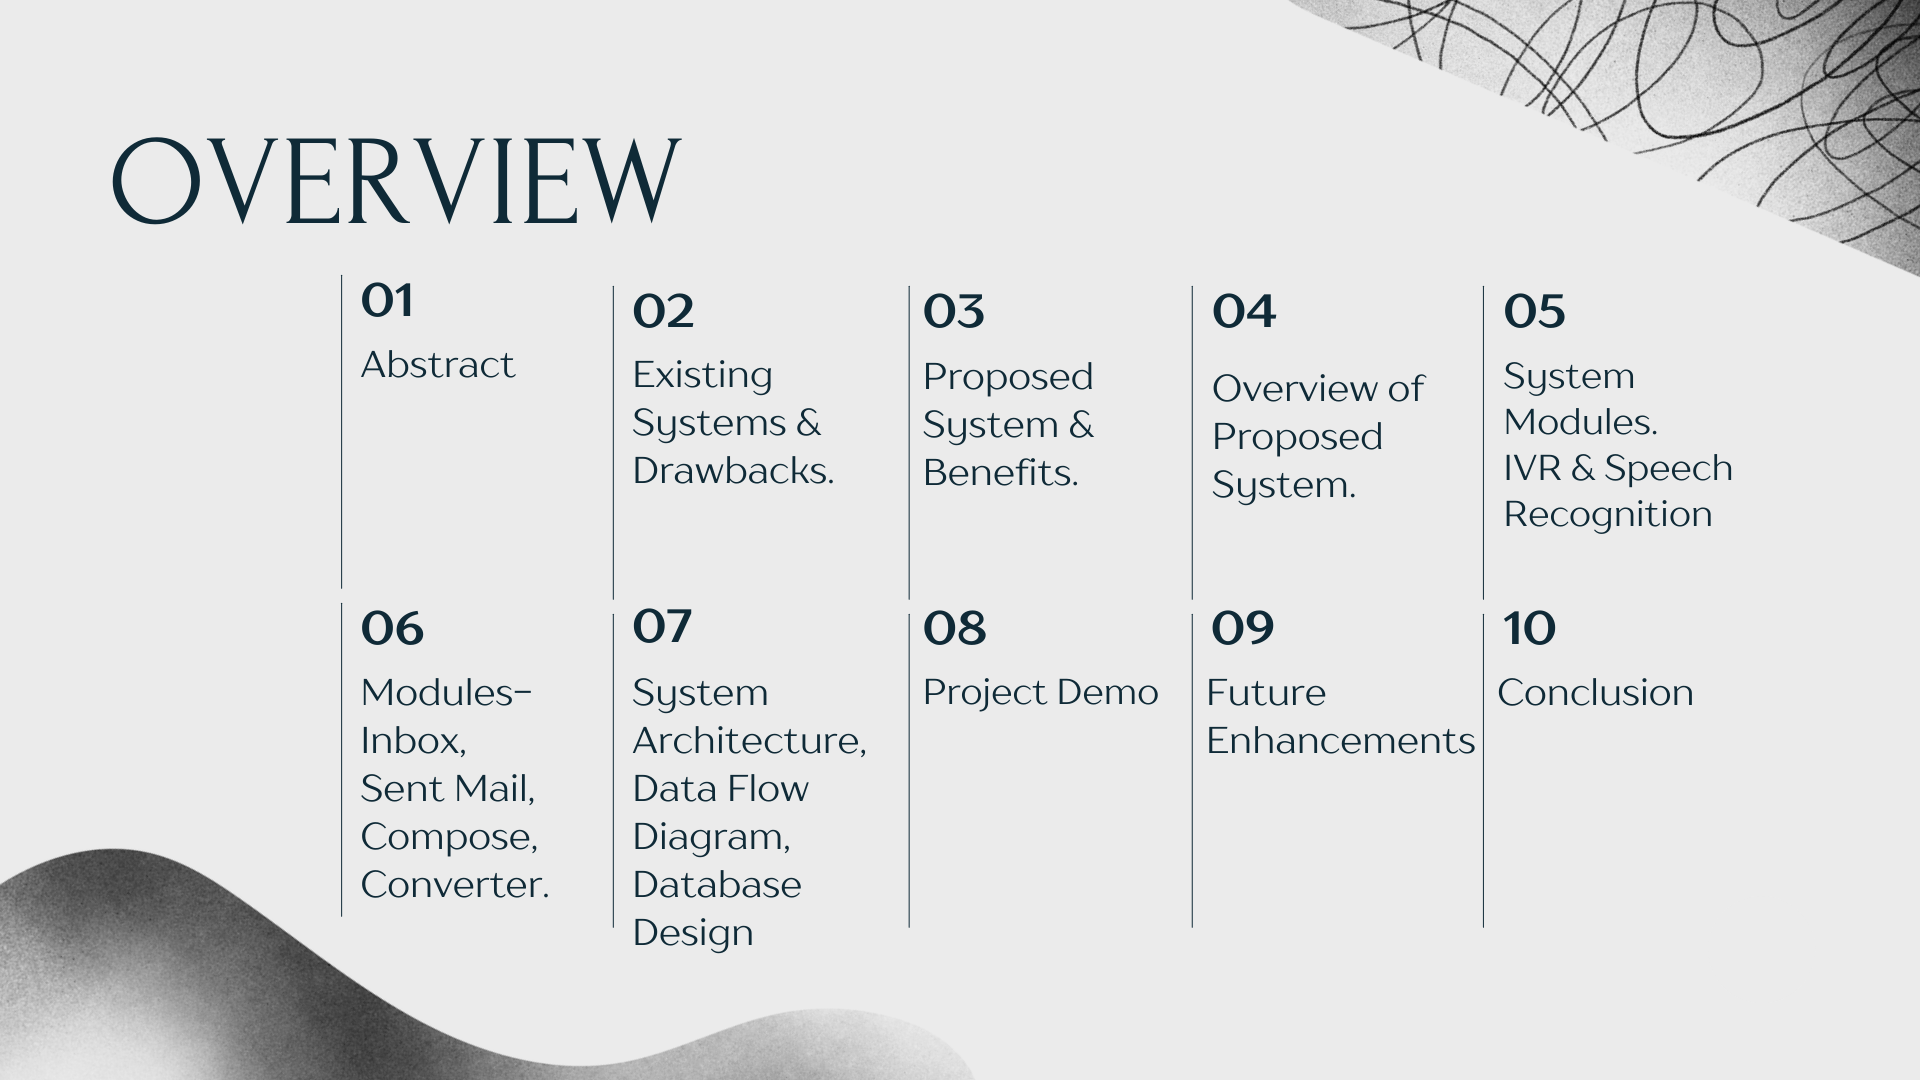 OVERVIEW
01
Abstract
02
Existing
Systems &
Drawbacks.
03
Proposed
System &
Benefits.
04
Overview of
Proposed
System.
05
System
Modules.
IVR & Speech
Recognition
06
Modules-
Inbox,
Sent Mail,
Compose,
Converter.
07
System
Architecture,
Data Flow
Diagram,
Database
Design
08
Project Demo
09
Future
Enhancements
10
Conclusion